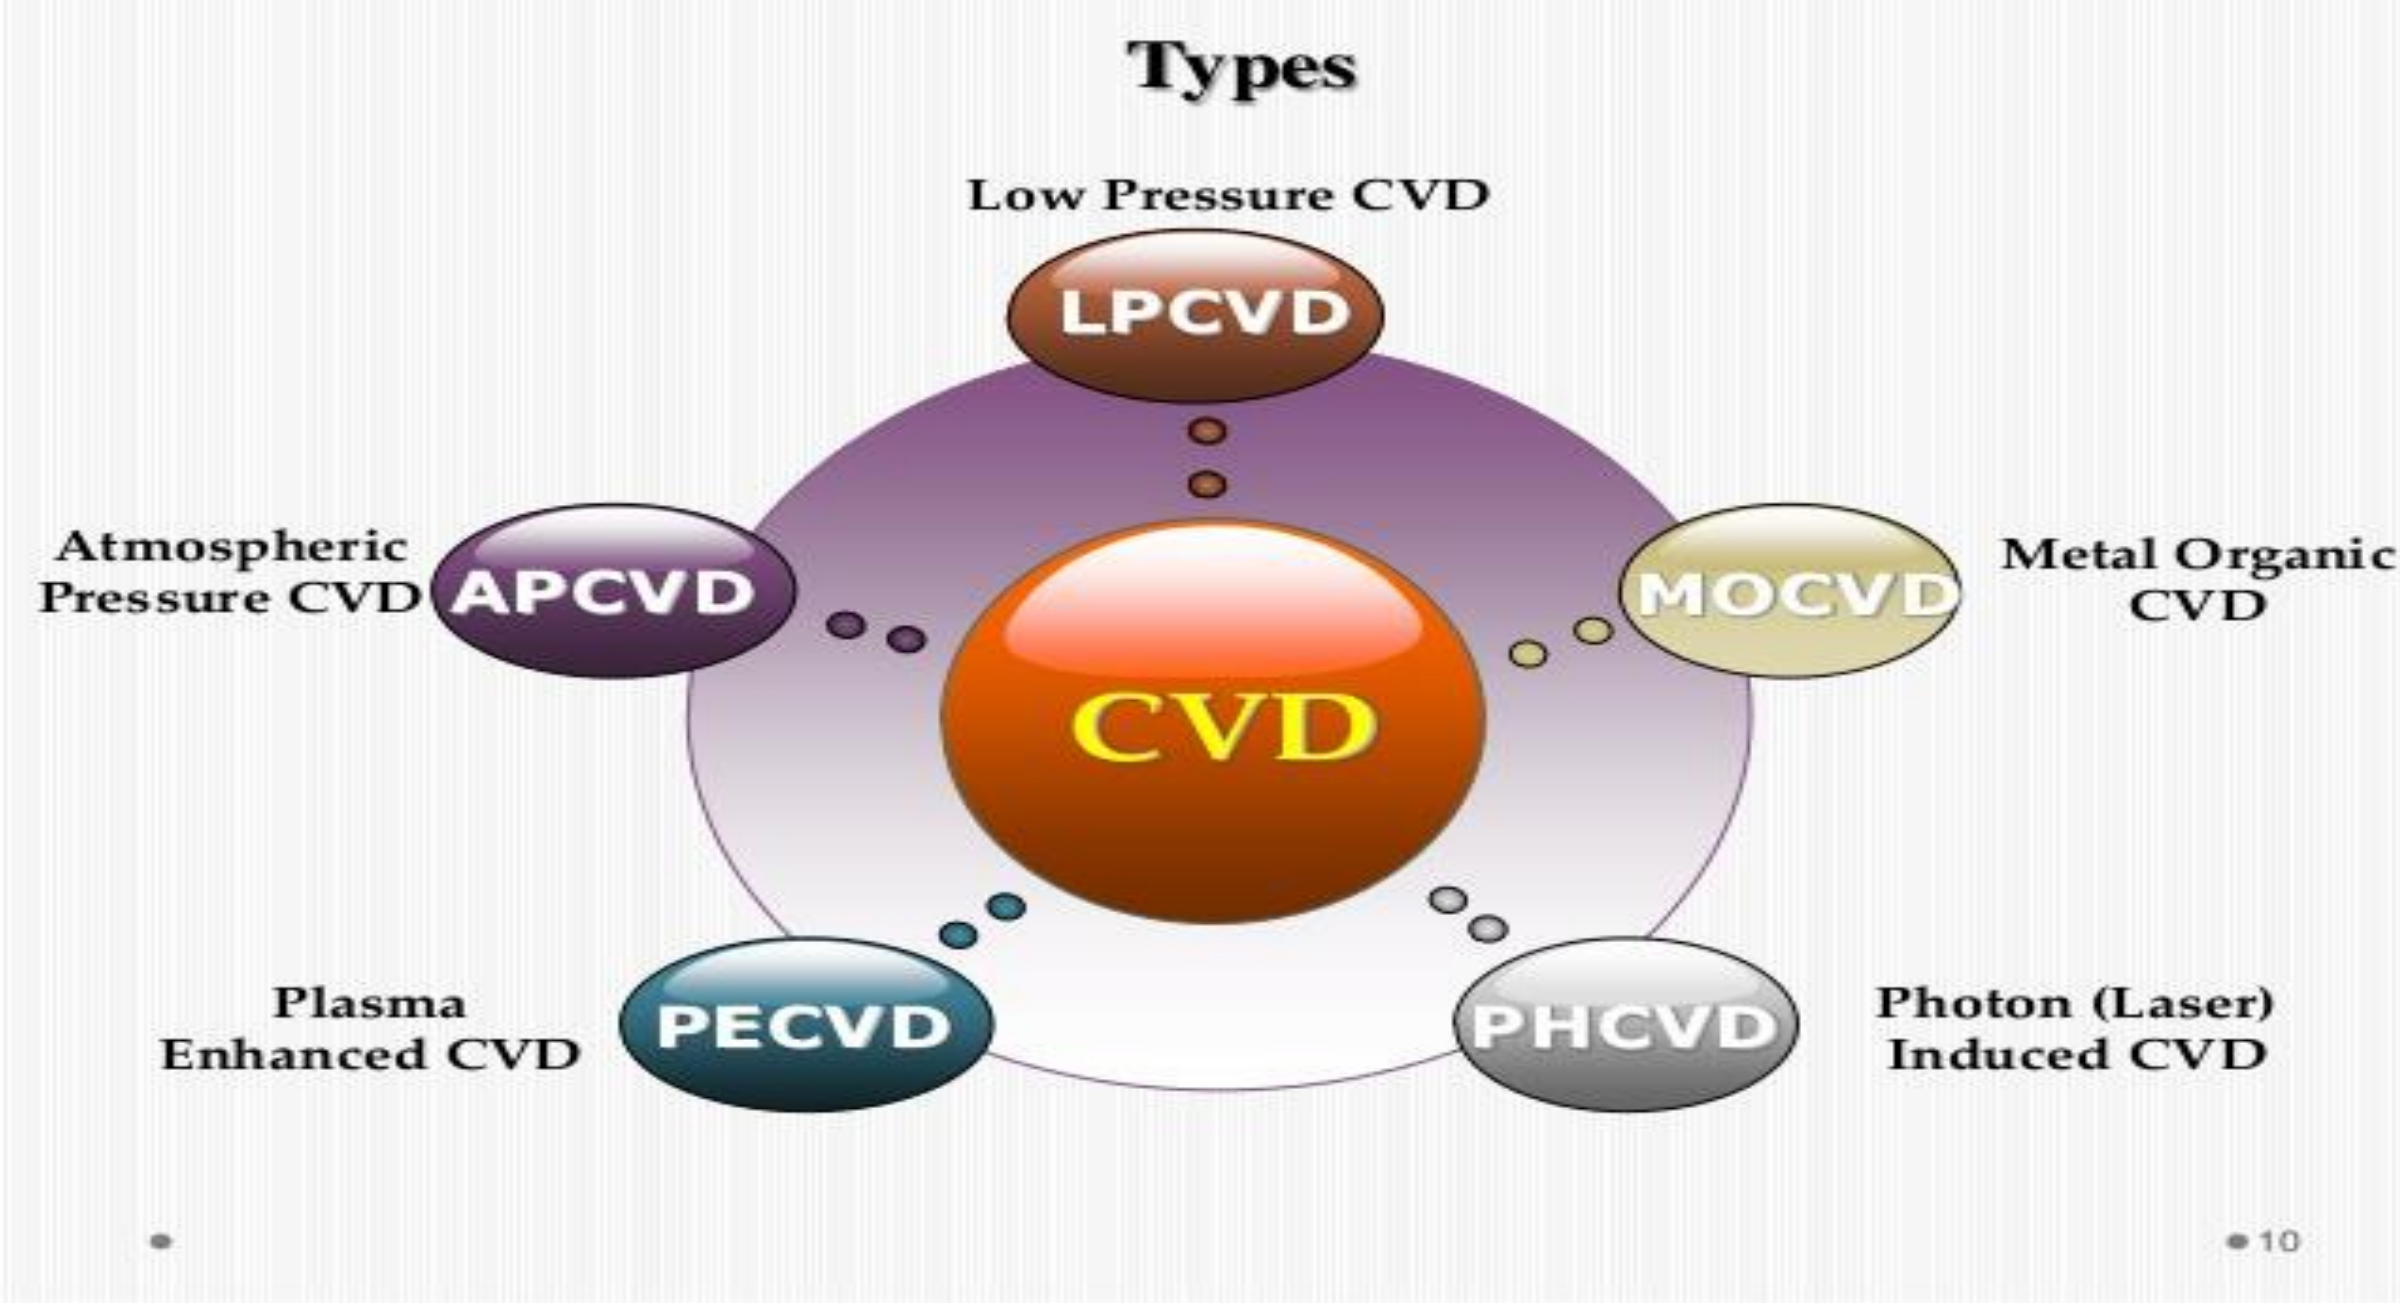 Types
Low Pressure CVD
LPCVD
Atmospheric
Pressure CVD
APCVD
MOCVD
Metal Organic
CVD
CVD
Plasma
Enhanced CVD
PECVD
PHCVD
Photon (Laser)
Induced CVD
10